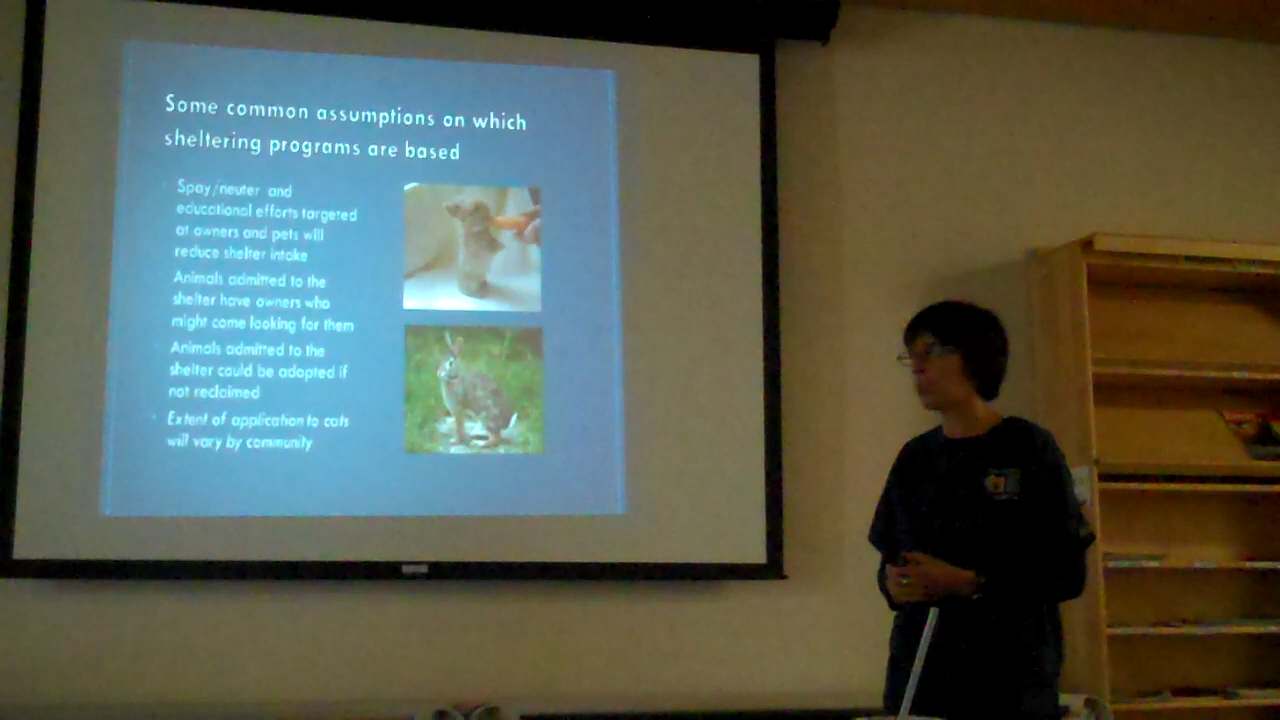 Some common assumptions on which
sheltering programs are based
Spay/neuter and
educational efforts targeted
at owners and pets will
reduce shelter intake
Animals admitted to the
shelter have owners who
might come looking for them
Animals admitted to the
shelter could be adopted if
not reclaimed
Extent of application to cats
will vary by community